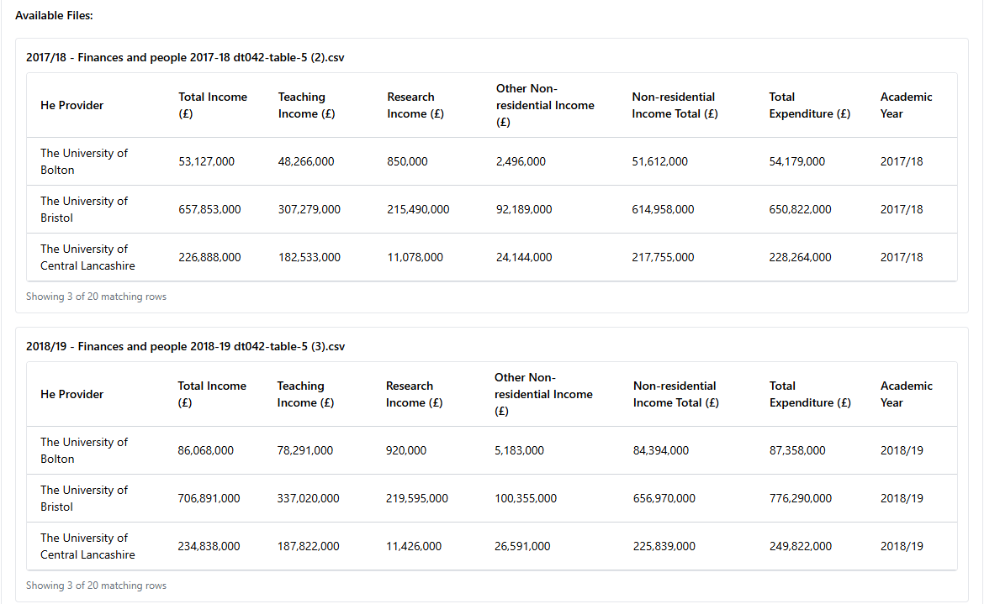 Available Files:
2017/18 - Finances and people 2017-18 dt042-table-5 (2).csv
He Provider Total Income (£) Teaching Income (£) Research Income (£) Other Non-residential Income (£) Non-residential Income Total (£) Total Expenditure (£) Academic Year
The University of Bolton 53,127,000 48,266,000 850,000 2,496,000 51,612,000 54,179,000 2017/18
The University of Bristol 657,853,000 307,279,000 215,490,000 92,189,000 614,958,000 650,822,000 2017/18
The University of Central Lancashire 226,888,000 182,533,000 11,078,000 24,144,000 217,755,000 228,264,000 2017/18
Showing 3 of 20 matching rows
2018/19 - Finances and people 2018-19 dt042-table-5 (3).csv
He Provider Total Income (£) Teaching Income (£) Research Income (£) Other Non-residential Income (£) Non-residential Income Total (£) Total Expenditure (£) Academic Year
The University of Bolton 86,068,000 78,291,000 920,000 5,183,000 84,394,000 87,358,000 2018/19
The University of Bristol 706,891,000 337,020,000 219,595,000 100,355,000 656,970,000 776,290,000 2018/19
The University of Central Lancashire 234,838,000 187,822,000 11,426,000 26,591,000 225,839,000 249,822,000 2018/19
Showing 3 of 20 matching rows